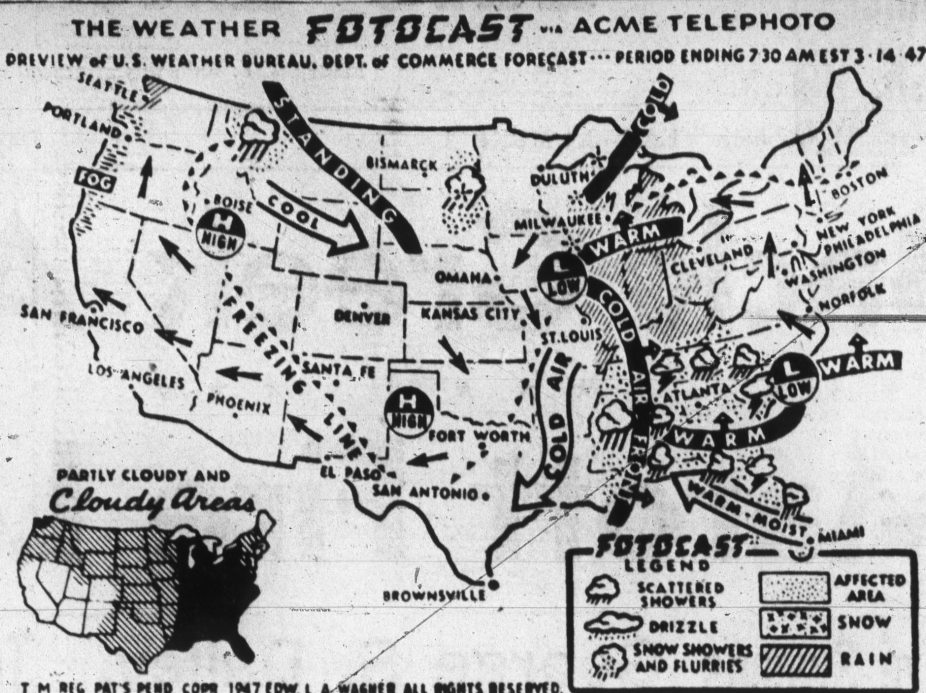 THE WEATHER FOTOCAST VIA ACME TELEPHOTO
PREVIEW of U.S. WEATHER BUREAU, DEPT. of COMMERCE FORECAST ··· PERIOD ENDING 7:30 AM EST 3-14-47
SEATTLE
PORTLAND
FOG
STANDING
COLD
BISMARCK
DULUTH
BOSTON
BOISE
H
HIGH
COOL
MILWAUKEE
WARM
NEW YORK
PHILADELPHIA
CLEVELAND
WASHINGTON
OMAHA
L
LOW
NORFOLK
SAN FRANCISCO
DENVER
KANSAS CITY
ST. LOUIS
COLD AIR FRONT
FREEZING LINE
SANTA FE
COLD AIR
ATLANTA
L
LOW
WARM
LOS ANGELES
PHOENIX
H
HIGH
FORT WORTH
WARM
EL PASO
SAN ANTONIO
WARM - MOIST
MIAMI
BROWNSVILLE
PARTLY CLOUDY AND
Cloudy Areas
FOTOCAST
LEGEND
SCATTERED
SHOWERS
AFFECTED
AREA
DRIZZLE
SNOW
SNOW SHOWERS
AND FLURRIES
RAIN
T M REG. PAT'S PEND. COPR. 1947 EDW. L. A. WAGNER ALL RIGHTS RESERVED.